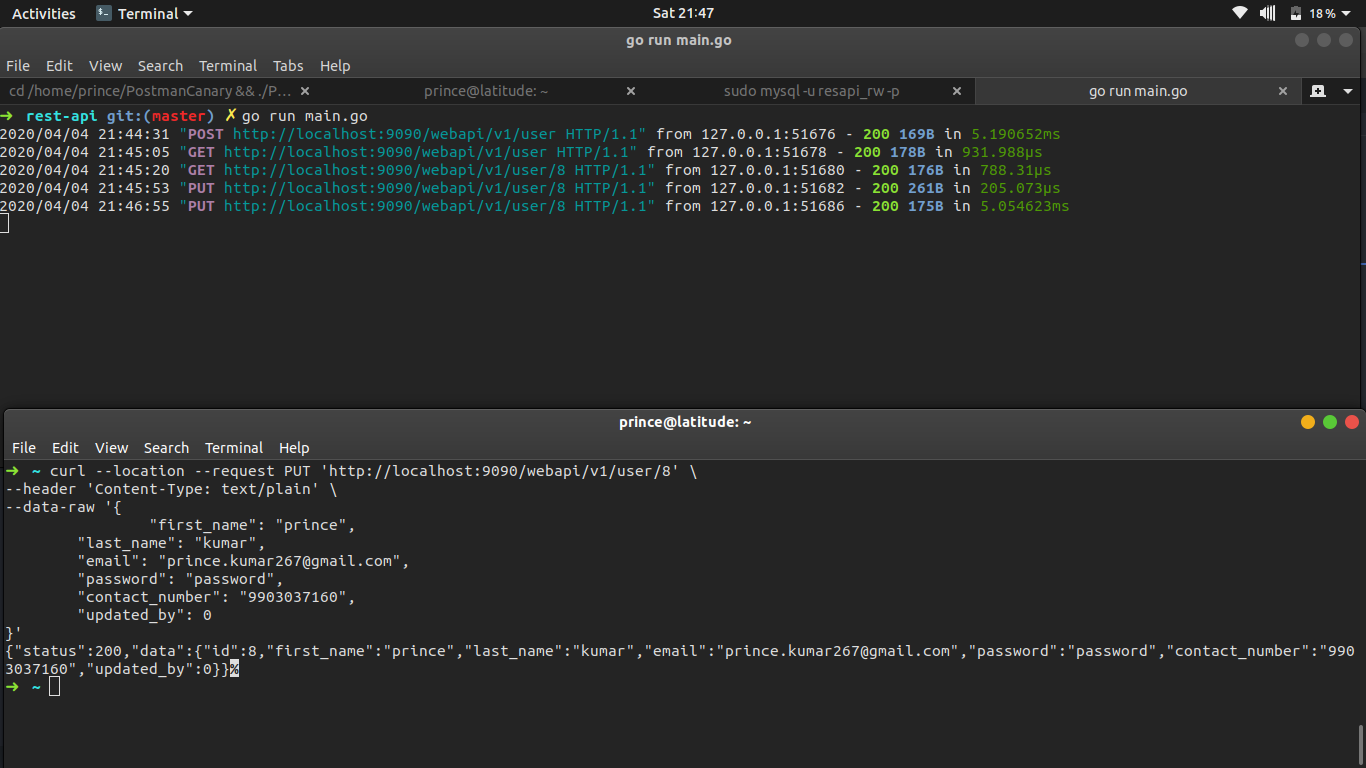 Activities Terminal Sat 21:47 18%
go run main.go
File Edit View Search Terminal Tabs Help
cd /home/prince/PostmanCanary && ./P... × prince@latitude: ~ × sudo mysql -u resapi_rw -p × go run main.go ×
➜ rest-api git:(master) ✗ go run main.go
2020/04/04 21:44:31 "POST http://localhost:9090/webapi/v1/user HTTP/1.1" from 127.0.0.1:51676 - 200 169B in 5.190652ms
2020/04/04 21:45:05 "GET http://localhost:9090/webapi/v1/user HTTP/1.1" from 127.0.0.1:51678 - 200 178B in 931.988µs
2020/04/04 21:45:20 "GET http://localhost:9090/webapi/v1/user/8 HTTP/1.1" from 127.0.0.1:51680 - 200 176B in 788.31µs
2020/04/04 21:45:53 "PUT http://localhost:9090/webapi/v1/user/8 HTTP/1.1" from 127.0.0.1:51682 - 200 261B in 205.073µs
2020/04/04 21:46:55 "PUT http://localhost:9090/webapi/v1/user/8 HTTP/1.1" from 127.0.0.1:51686 - 200 175B in 5.054623ms
prince@latitude: ~
File Edit View Search Terminal Help
➜ ~ curl --location --request PUT 'http://localhost:9090/webapi/v1/user/8' \
--header 'Content-Type: text/plain' \
--data-raw '{
"first_name": "prince",
"last_name": "kumar",
"email": "prince.kumar267@gmail.com",
"password": "password",
"contact_number": "9903037160",
"updated_by": 0
}'
{"status":200,"data":{"id":8,"first_name":"prince","last_name":"kumar","email":"prince.kumar267@gmail.com","password":"password","contact_number":"990
3037160","updated_by":0}}%
➜ ~